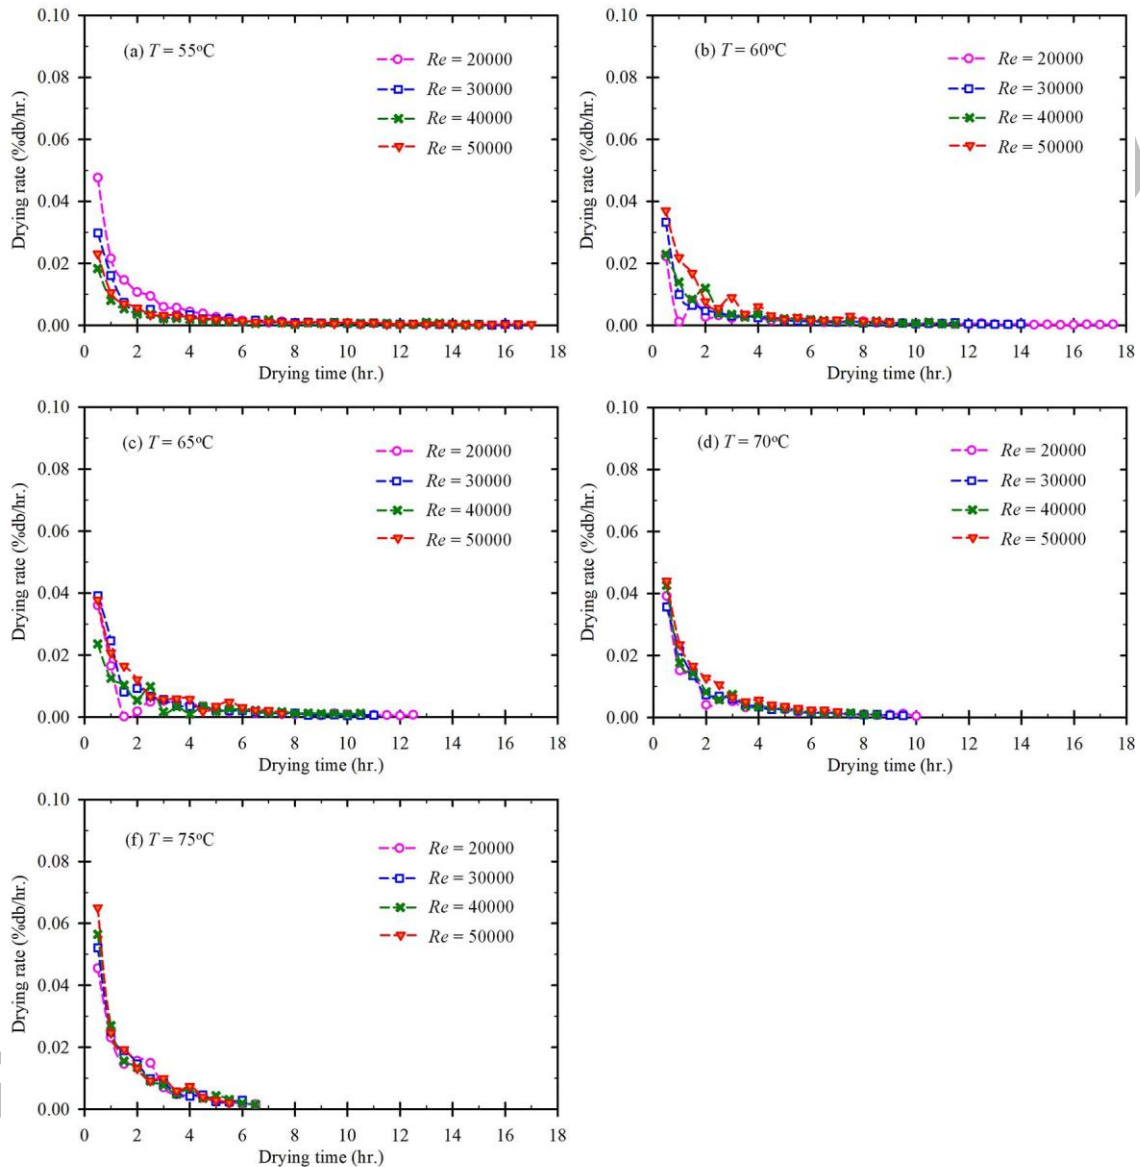 0.10
0.08
0.06
0.04
0.02
0.00
Drying rate (%db/hr.)
(a) T = 55°C
Re = 20000
Re = 30000
Re = 40000
Re = 50000
0 2 4 6 8 10 12 14 16 18
Drying time (hr.)
0.10
0.08
0.06
0.04
0.02
0.00
Drying rate (%db/hr.)
(b) T = 60°C
Re = 20000
Re = 30000
Re = 40000
Re = 50000
0 2 4 6 8 10 12 14 16 18
Drying time (hr.)
0.10
0.08
0.06
0.04
0.02
0.00
Drying rate (%db/hr.)
(c) T = 65°C
Re = 20000
Re = 30000
Re = 40000
Re = 50000
0 2 4 6 8 10 12 14 16 18
Drying time (hr.)
0.10
0.08
0.06
0.04
0.02
0.00
Drying rate (%db/hr.)
(d) T = 70°C
Re = 20000
Re = 30000
Re = 40000
Re = 50000
0 2 4 6 8 10 12 14 16 18
Drying time (hr.)
0.10
0.08
0.06
0.04
0.02
0.00
Drying rate (%db/hr.)
(f) T = 75°C
Re = 20000
Re = 30000
Re = 40000
Re = 50000
0 2 4 6 8 10 12 14 16 18
Drying time (hr.)